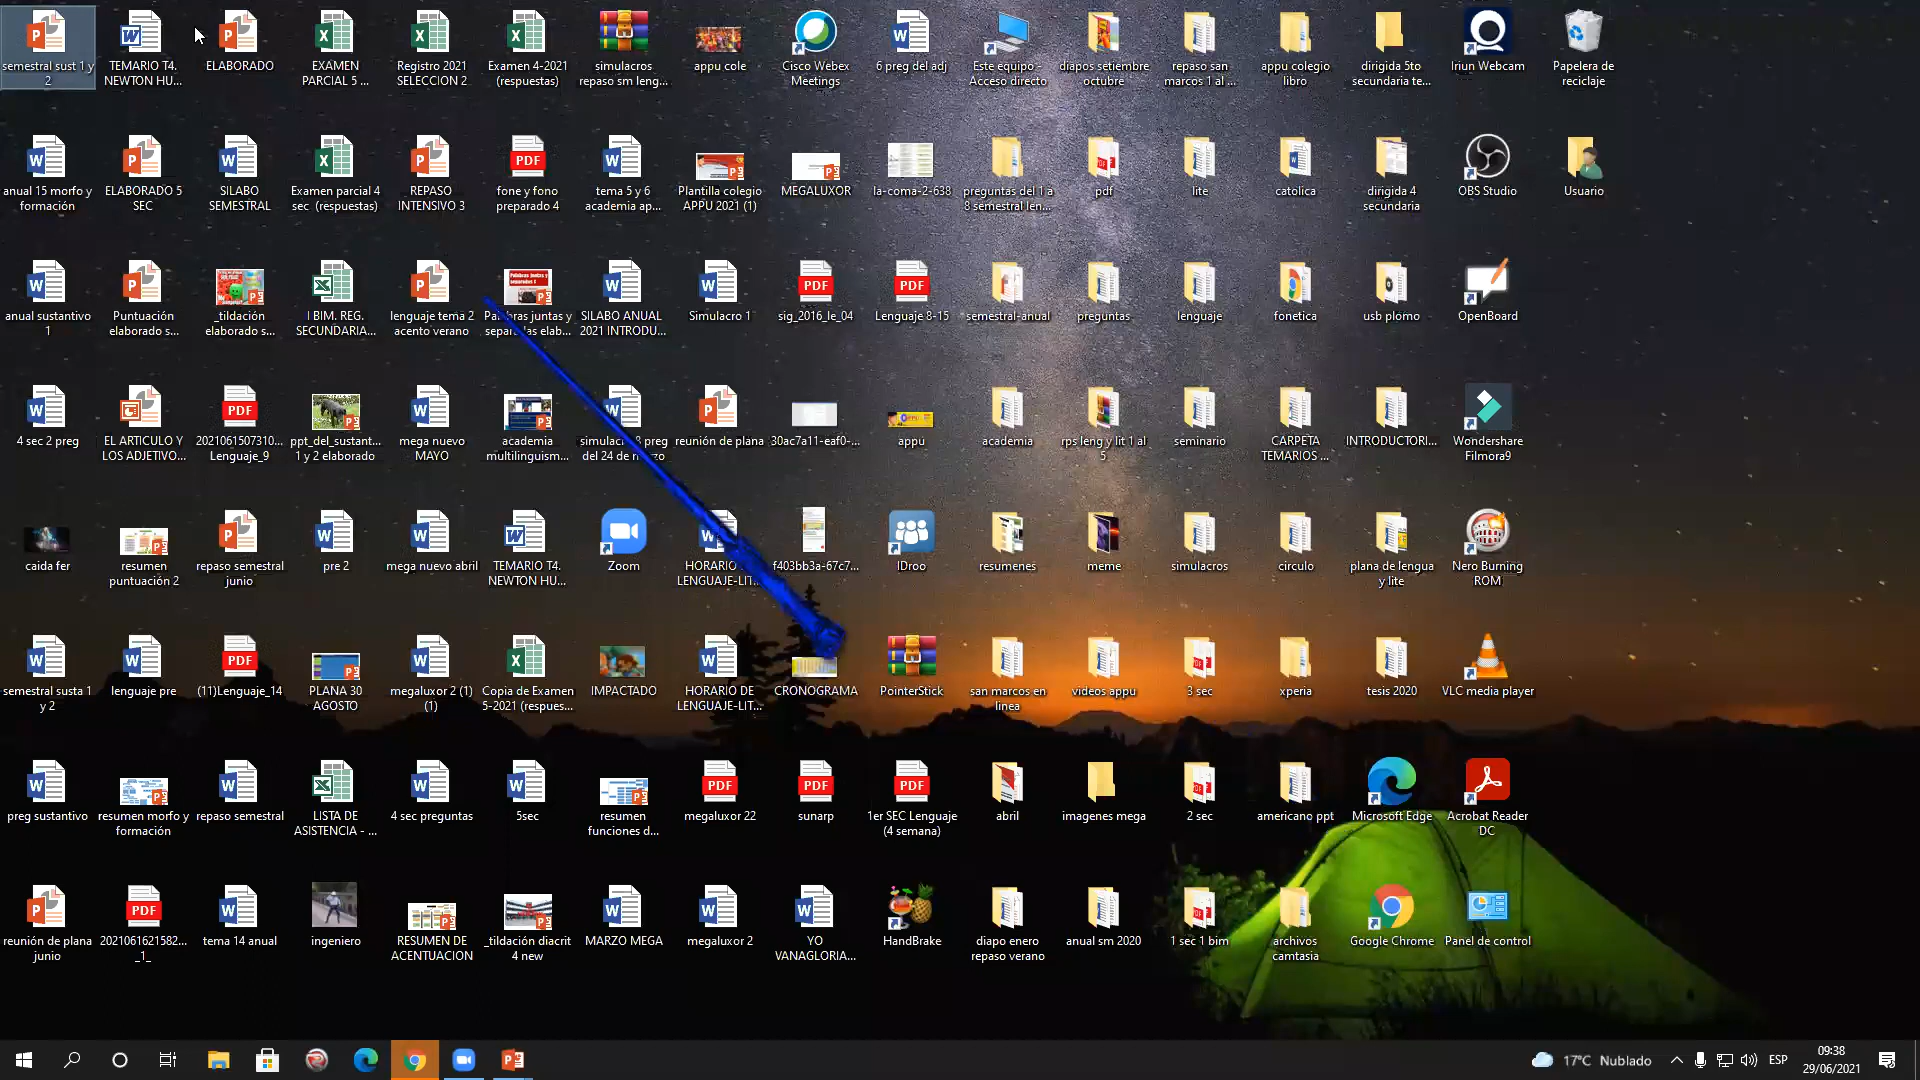 semestral sust 1 y
2
TEMARIO T4.
NEWTON HU...
ELABORADO
EXAMEN
PARCIAL 5 ...
Registro 2021
SELECCION 2
Examen 4-2021
(respuestas)
simulacros
repaso sm leng...
appu cole
Cisco Webex
Meetings
6 preg del adj
Este equipo -
Acceso directo
diapos setiembre
octubre
repaso san
marcos 1 al ...
appu colegio
libro
dirigida 5to
secundaria te...
Iriun Webcam
Papelera de
reciclaje
anual 15 morfo y
formación
ELABORADO 5
SEC
SILABO
SEMESTRAL
Examen parcial 4
sec (respuestas)
REPASO
INTENSIVO 3
fone y fono
preparado 4
tema 5 y 6
academia ap...
Plantilla colegio
APPU 2021 (1)
MEGALUXOR
la-coma-2-638
preguntas del 1 a
8 semestral len...
pdf
lite
catolica
dirigida 4
secundaria
OBS Studio
Usuario
anual sustantivo
1
Puntuación
elaborado s...
_tildación
elaborado s...
I BIM. REG.
SECUNDARIA...
lenguaje tema 2
acento verano
Palabras juntas y
separadas elab...
SILABO ANUAL
2021 INTRODU...
Simulacro 1
sig_2016_le_04
Lenguaje 8-15
semestral-anual
preguntas
lenguaje
fonetica
usb plomo
OpenBoard
4 sec 2 preg
EL ARTICULO Y
LOS ADJETIVO...
2021061507310...
Lenguaje_9
ppt_del_sustant...
1 y 2 elaborado
mega nuevo
MAYO
academia
multilinguism...
simulacro 8 preg
del 24 de marzo
reunión de plana
30ac7a11-eaf0-...
appu
academia
rps leng y lit 1 al
5
seminario
CARPETA
TEMARIOS ...
INTRODUCTORI...
Wondershare
Filmora9
caida fer
resumen
puntuación 2
repaso semestral
junio
pre 2
mega nuevo abril
TEMARIO T4.
NEWTON HU...
Zoom
HORARIO DE
LENGUAJE-LIT...
f403bb3a-67c7...
IDroo
resumenes
meme
simulacros
circulo
plana de lengua
y lite
Nero Burning
ROM
semestral susta 1
y 2
lenguaje pre
(11)Lenguaje_14
PLANA 30
AGOSTO
megaluxor 2 (1)
(1)
Copia de Examen
5-2021 (respues...
IMPACTADO
HORARIO DE
LENGUAJE-LIT...
CRONOGRAMA
PointerStick
san marcos en
linea
videos appu
3 sec
xperia
tesis 2020
VLC media player
preg sustantivo
resumen morfo y
formación
repaso semestral
LISTA DE
ASISTENCIA - ...
4 sec preguntas
5sec
resumen
funciones d...
megaluxor 22
sunarp
1er SEC Lenguaje
(4 semana)
abril
imagenes mega
2 sec
americano ppt
Microsoft Edge
Acrobat Reader
DC
reunión de plana
junio
2021061621582...
_1_
tema 14 anual
ingeniero
RESUMEN DE
ACENTUACION
_tildación diacrit
4 new
MARZO MEGA
megaluxor 2
YO
VANAGLORIA...
HandBrake
diapo enero
repaso verano
anual sm 2020
1 sec 1 bim
archivos
camtasia
Google Chrome
Panel de control
17°C Nublado
ESP
09:38
29/06/2021